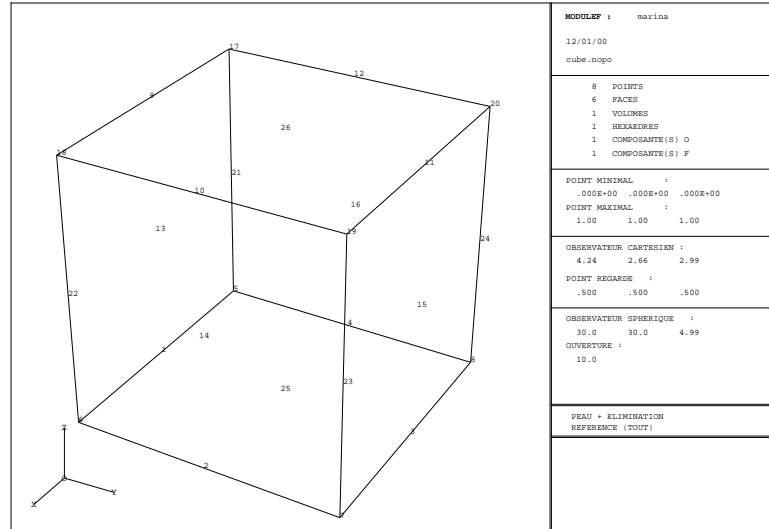 17
12
20
9
26
18
21
11
10
16
13
19
24
22
5
15
4
14
1
8
23
25
6
3
2
7
Z
O
Y
X
MODULEF : marina
12/01/00
cube.nopo
8 POINTS
6 FACES
1 VOLUMES
1 HEXAEDRES
1 COMPOSANTE(S) O
1 COMPOSANTE(S) F
POINT MINIMAL :
.000E+00 .000E+00 .000E+00
POINT MAXIMAL :
1.00 1.00 1.00
OBSERVATEUR CARTESIEN :
4.24 2.66 2.99
POINT REGARDE :
.500 .500 .500
OBSERVATEUR SPHERIQUE :
30.0 30.0 4.99
OUVERTURE :
10.0
PEAU + ELIMINATION
REFERENCE (TOUT)